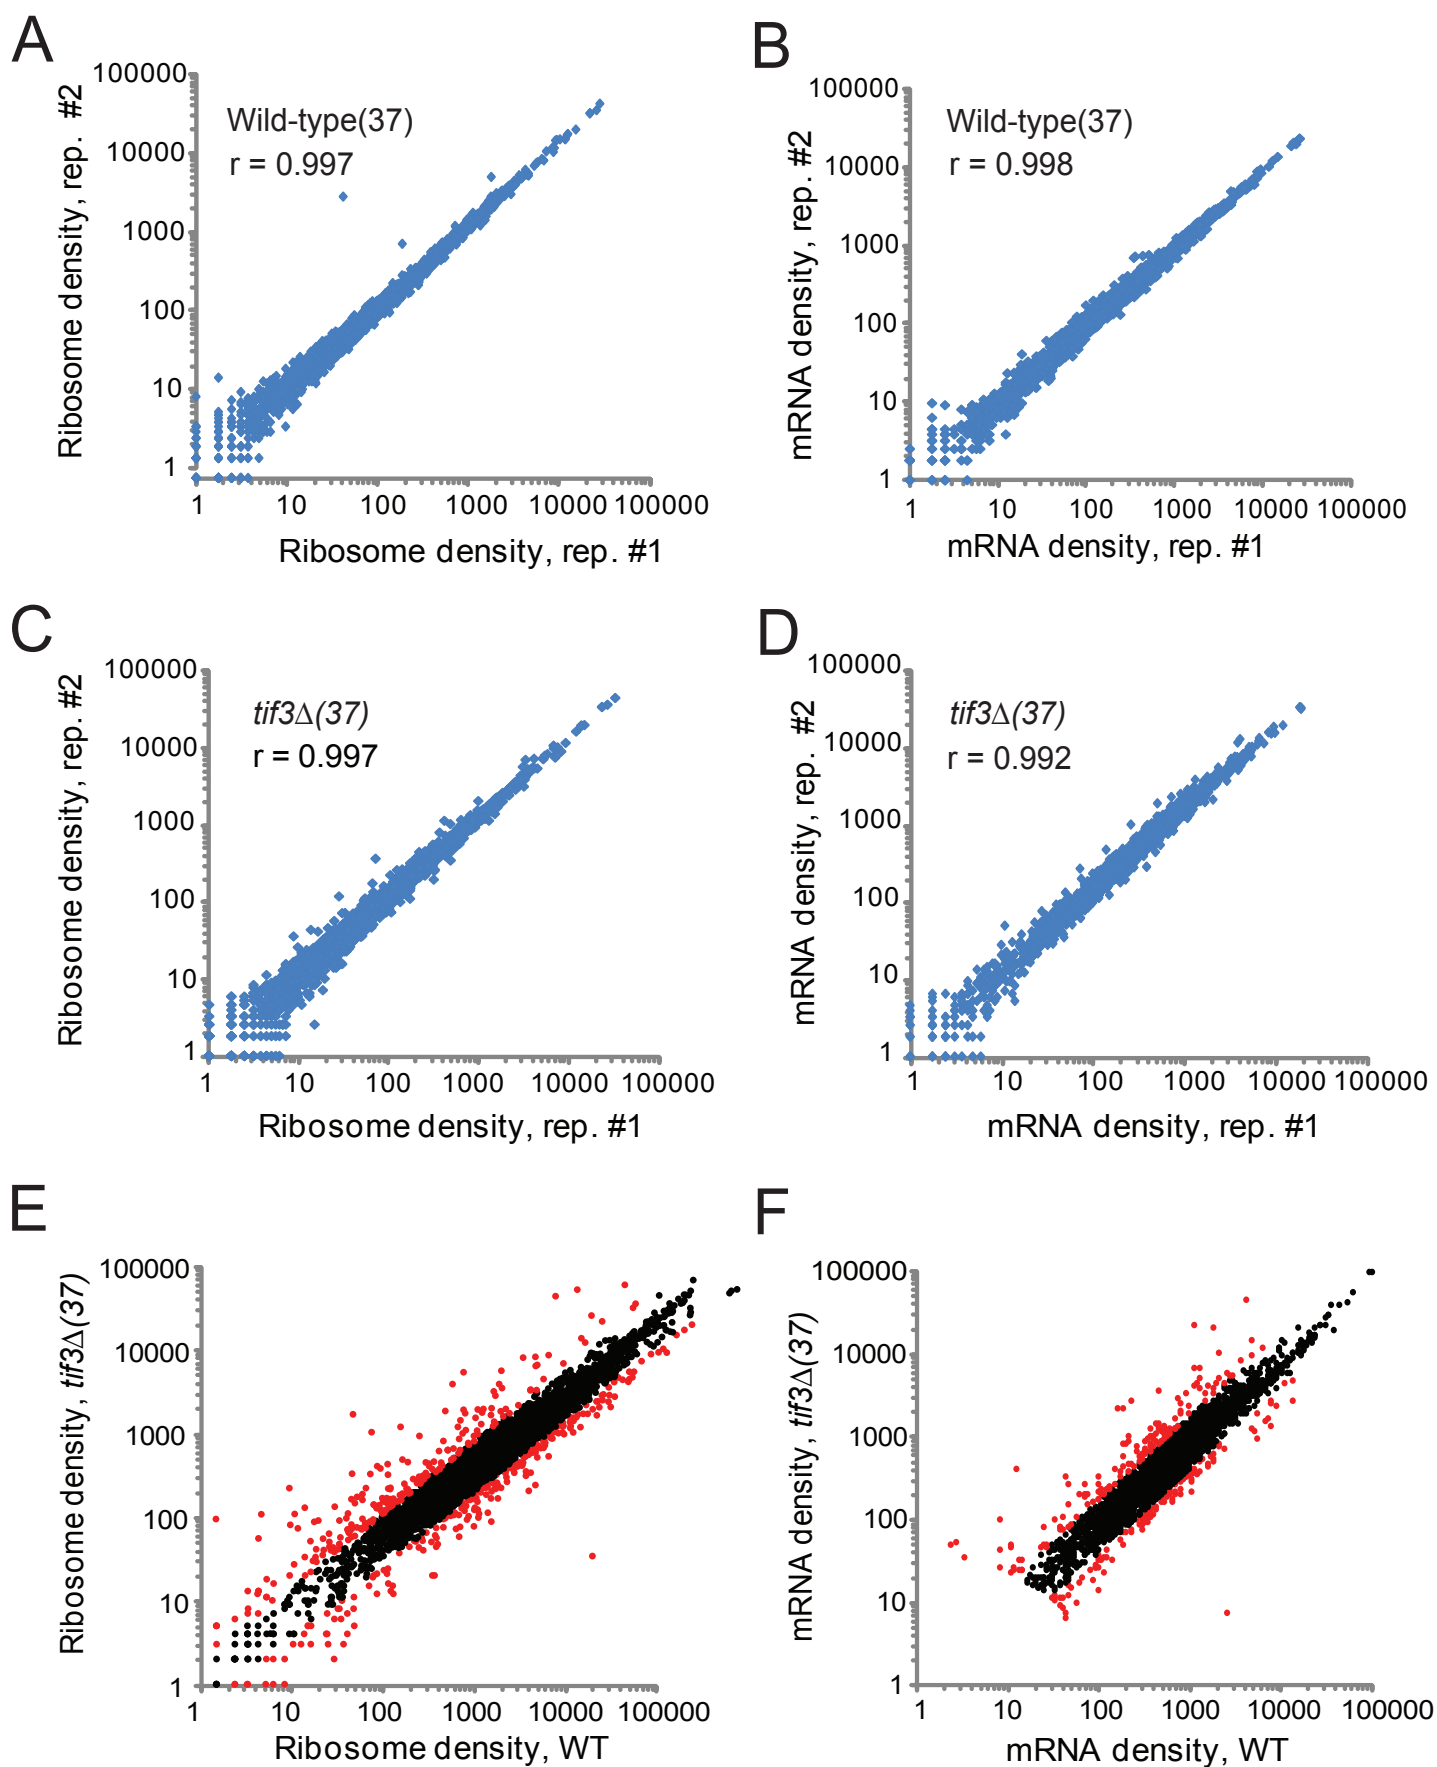 A
Ribosome density, rep. #2
100000
10000
1000
100
10
1
Wild-type(37)
r = 0.997
1 10 100 1000 10000 100000
Ribosome density, rep. #1
B
mRNA density, rep. #2
100000
10000
1000
100
10
1
Wild-type(37)
r = 0.998
1 10 100 1000 10000 100000
mRNA density, rep. #1
C
Ribosome density, rep. #2
100000
10000
1000
100
10
1
tif3Δ(37)
r = 0.997
1 10 100 1000 10000 100000
Ribosome density, rep. #1
D
mRNA density, rep. #2
100000
10000
1000
100
10
1
tif3Δ(37)
r = 0.992
1 10 100 1000 10000 100000
mRNA density, rep. #1
E
Ribosome density, tif3Δ(37)
100000
10000
1000
100
10
1
1 10 100 1000 10000 100000
Ribosome density, WT
F
mRNA density, tif3Δ(37)
100000
10000
1000
100
10
1
1 10 100 1000 10000 100000
mRNA density, WT